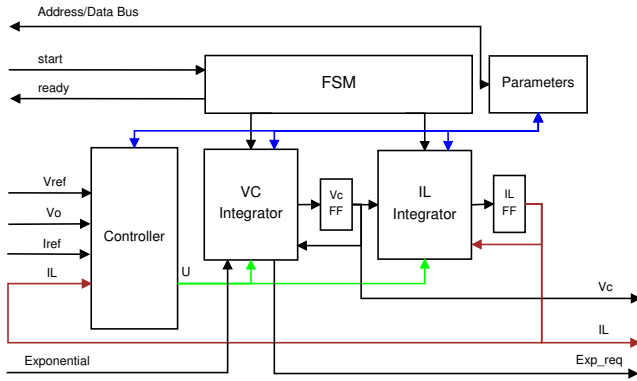 Address/Data Bus
start
FSM
Parameters
ready
Vref
VC
Integrator
Vc
FF
IL
Integrator
IL
FF
Vo
Controller
Iref
IL
U
Vc
IL
Exponential
Exp_req